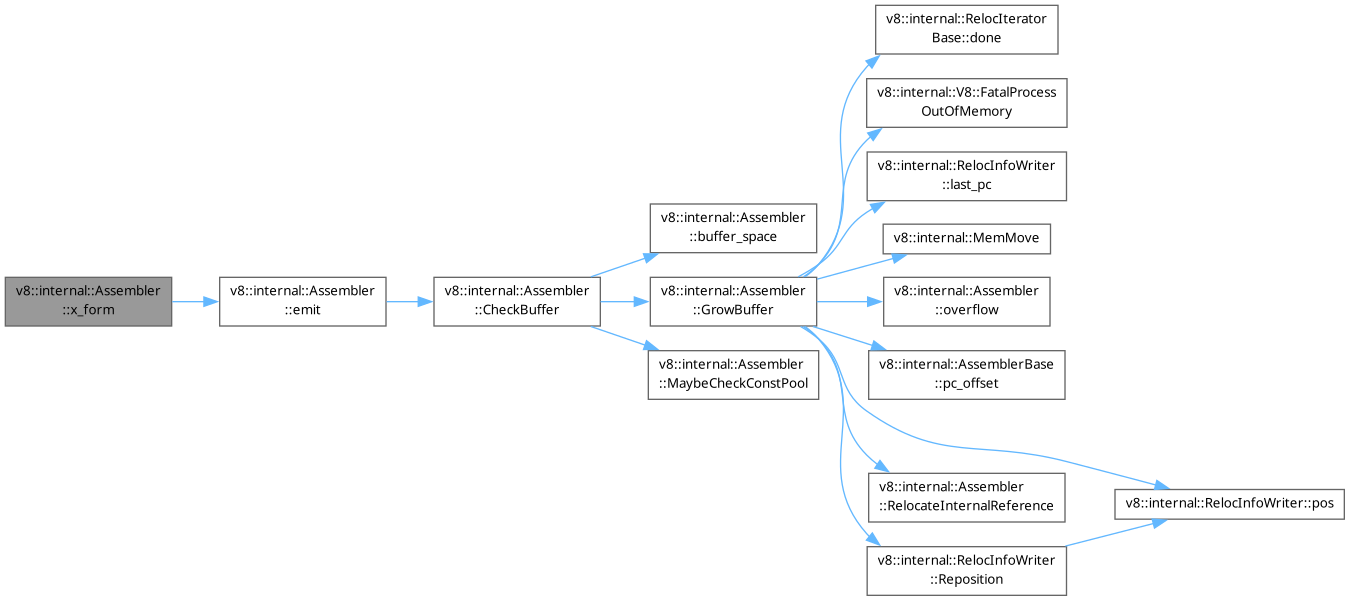 v8::internal::Assembler
::x_form
v8::internal::Assembler
::emit
v8::internal::Assembler
::CheckBuffer
v8::internal::Assembler
::buffer_space
v8::internal::Assembler
::GrowBuffer
v8::internal::Assembler
::MaybeCheckConstPool
v8::internal::RelocIterator
Base::done
v8::internal::V8::FatalProcess
OutOfMemory
v8::internal::RelocInfoWriter
::last_pc
v8::internal::MemMove
v8::internal::Assembler
::overflow
v8::internal::AssemblerBase
::pc_offset
v8::internal::Assembler
::RelocateInternalReference
v8::internal::RelocInfoWriter
::Reposition
v8::internal::RelocInfoWriter::pos